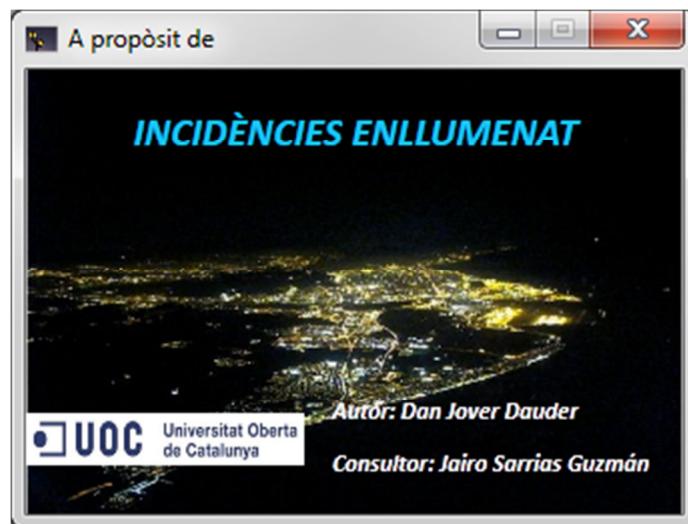 A propòsit de
INCIDÈNCIES ENLLUMENAT
Autor: Dan Jover Dauder
UOC
Universitat Oberta
de Catalunya
Consultor: Jairo Sarrias Guzmán